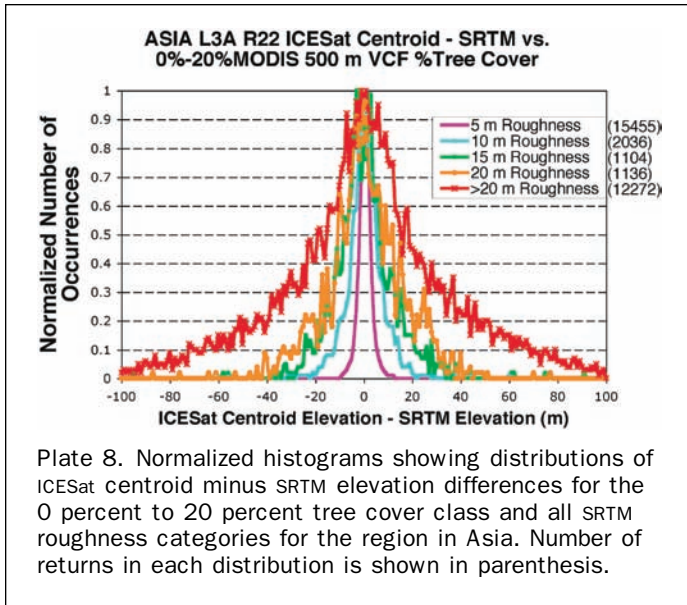 ASIA L3A R22 ICESat Centroid - SRTM vs.
0%-20%MODIS 500 m VCF %Tree Cover
Normalized Number of
Occurrences
1
0.9
0.8
0.7
0.6
0.5
0.4
0.3
0.2
0.1
0
5 m Roughness (15455)
10 m Roughness (2036)
15 m Roughness (1104)
20 m Roughness (1136)
>20 m Roughness (12272)
-100 -80 -60 -40 -20 0 20 40 60 80 100
ICESat Centroid Elevation - SRTM Elevation (m)
Plate 8. Normalized histograms showing distributions of
ICESat centroid minus SRTM elevation differences for the
0 percent to 20 percent tree cover class and all SRTM
roughness categories for the region in Asia. Number of
returns in each distribution is shown in parenthesis.